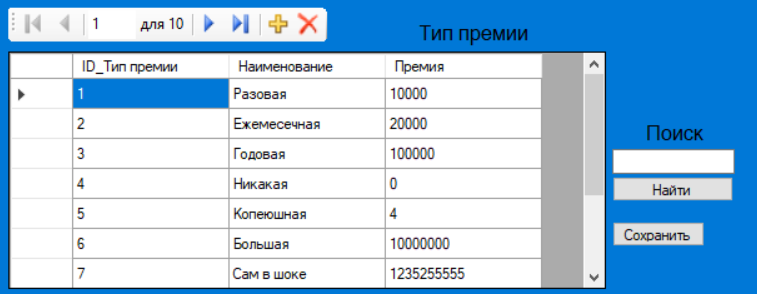 1 для 10
Тип премии
ID_Тип премии Наименование Премия
1 Разовая 10000
2 Ежемесечная 20000
3 Годовая 100000
4 Никакая 0
5 Копеюшная 4
6 Большая 10000000
7 Сам в шоке 1235255555
Поиск
Найти
Сохранить